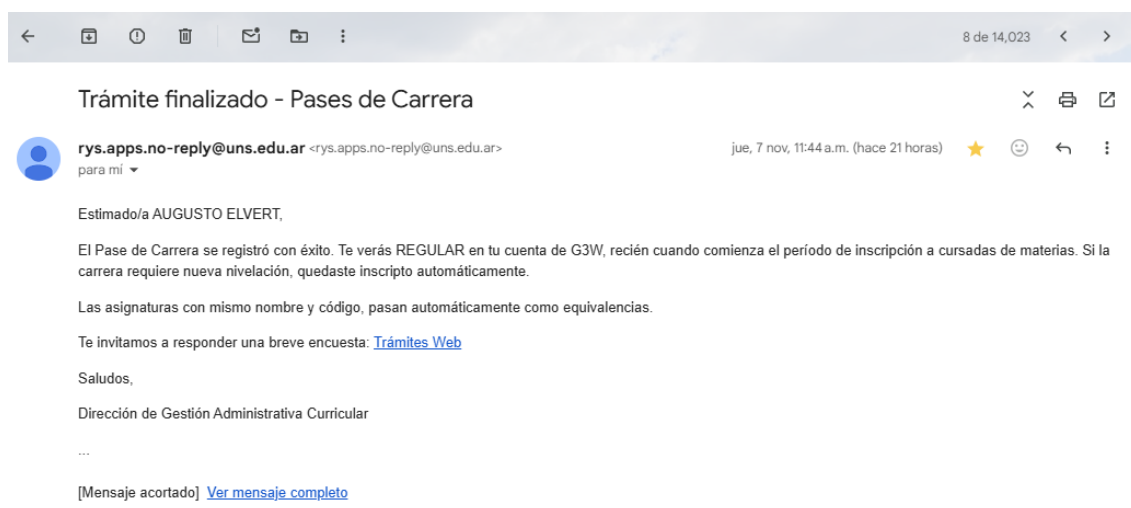 8 de 14,023
Trámite finalizado - Pases de Carrera
rys.apps.no-reply@uns.edu.ar <rys.apps.no-reply@uns.edu.ar>
jue, 7 nov, 11:44 a.m. (hace 21 horas)
para mí
Estimado/a AUGUSTO ELVERT,
El Pase de Carrera se registró con éxito. Te verás REGULAR en tu cuenta de G3W, recién cuando comienza el período de inscripción a cursadas de materias. Si la
carrera requiere nueva nivelación, quedaste inscripto automáticamente.
Las asignaturas con mismo nombre y código, pasan automáticamente como equivalencias.
Te invitamos a responder una breve encuesta: Trámites Web
Saludos,
Dirección de Gestión Administrativa Curricular
...
[Mensaje acortado] Ver mensaje completo